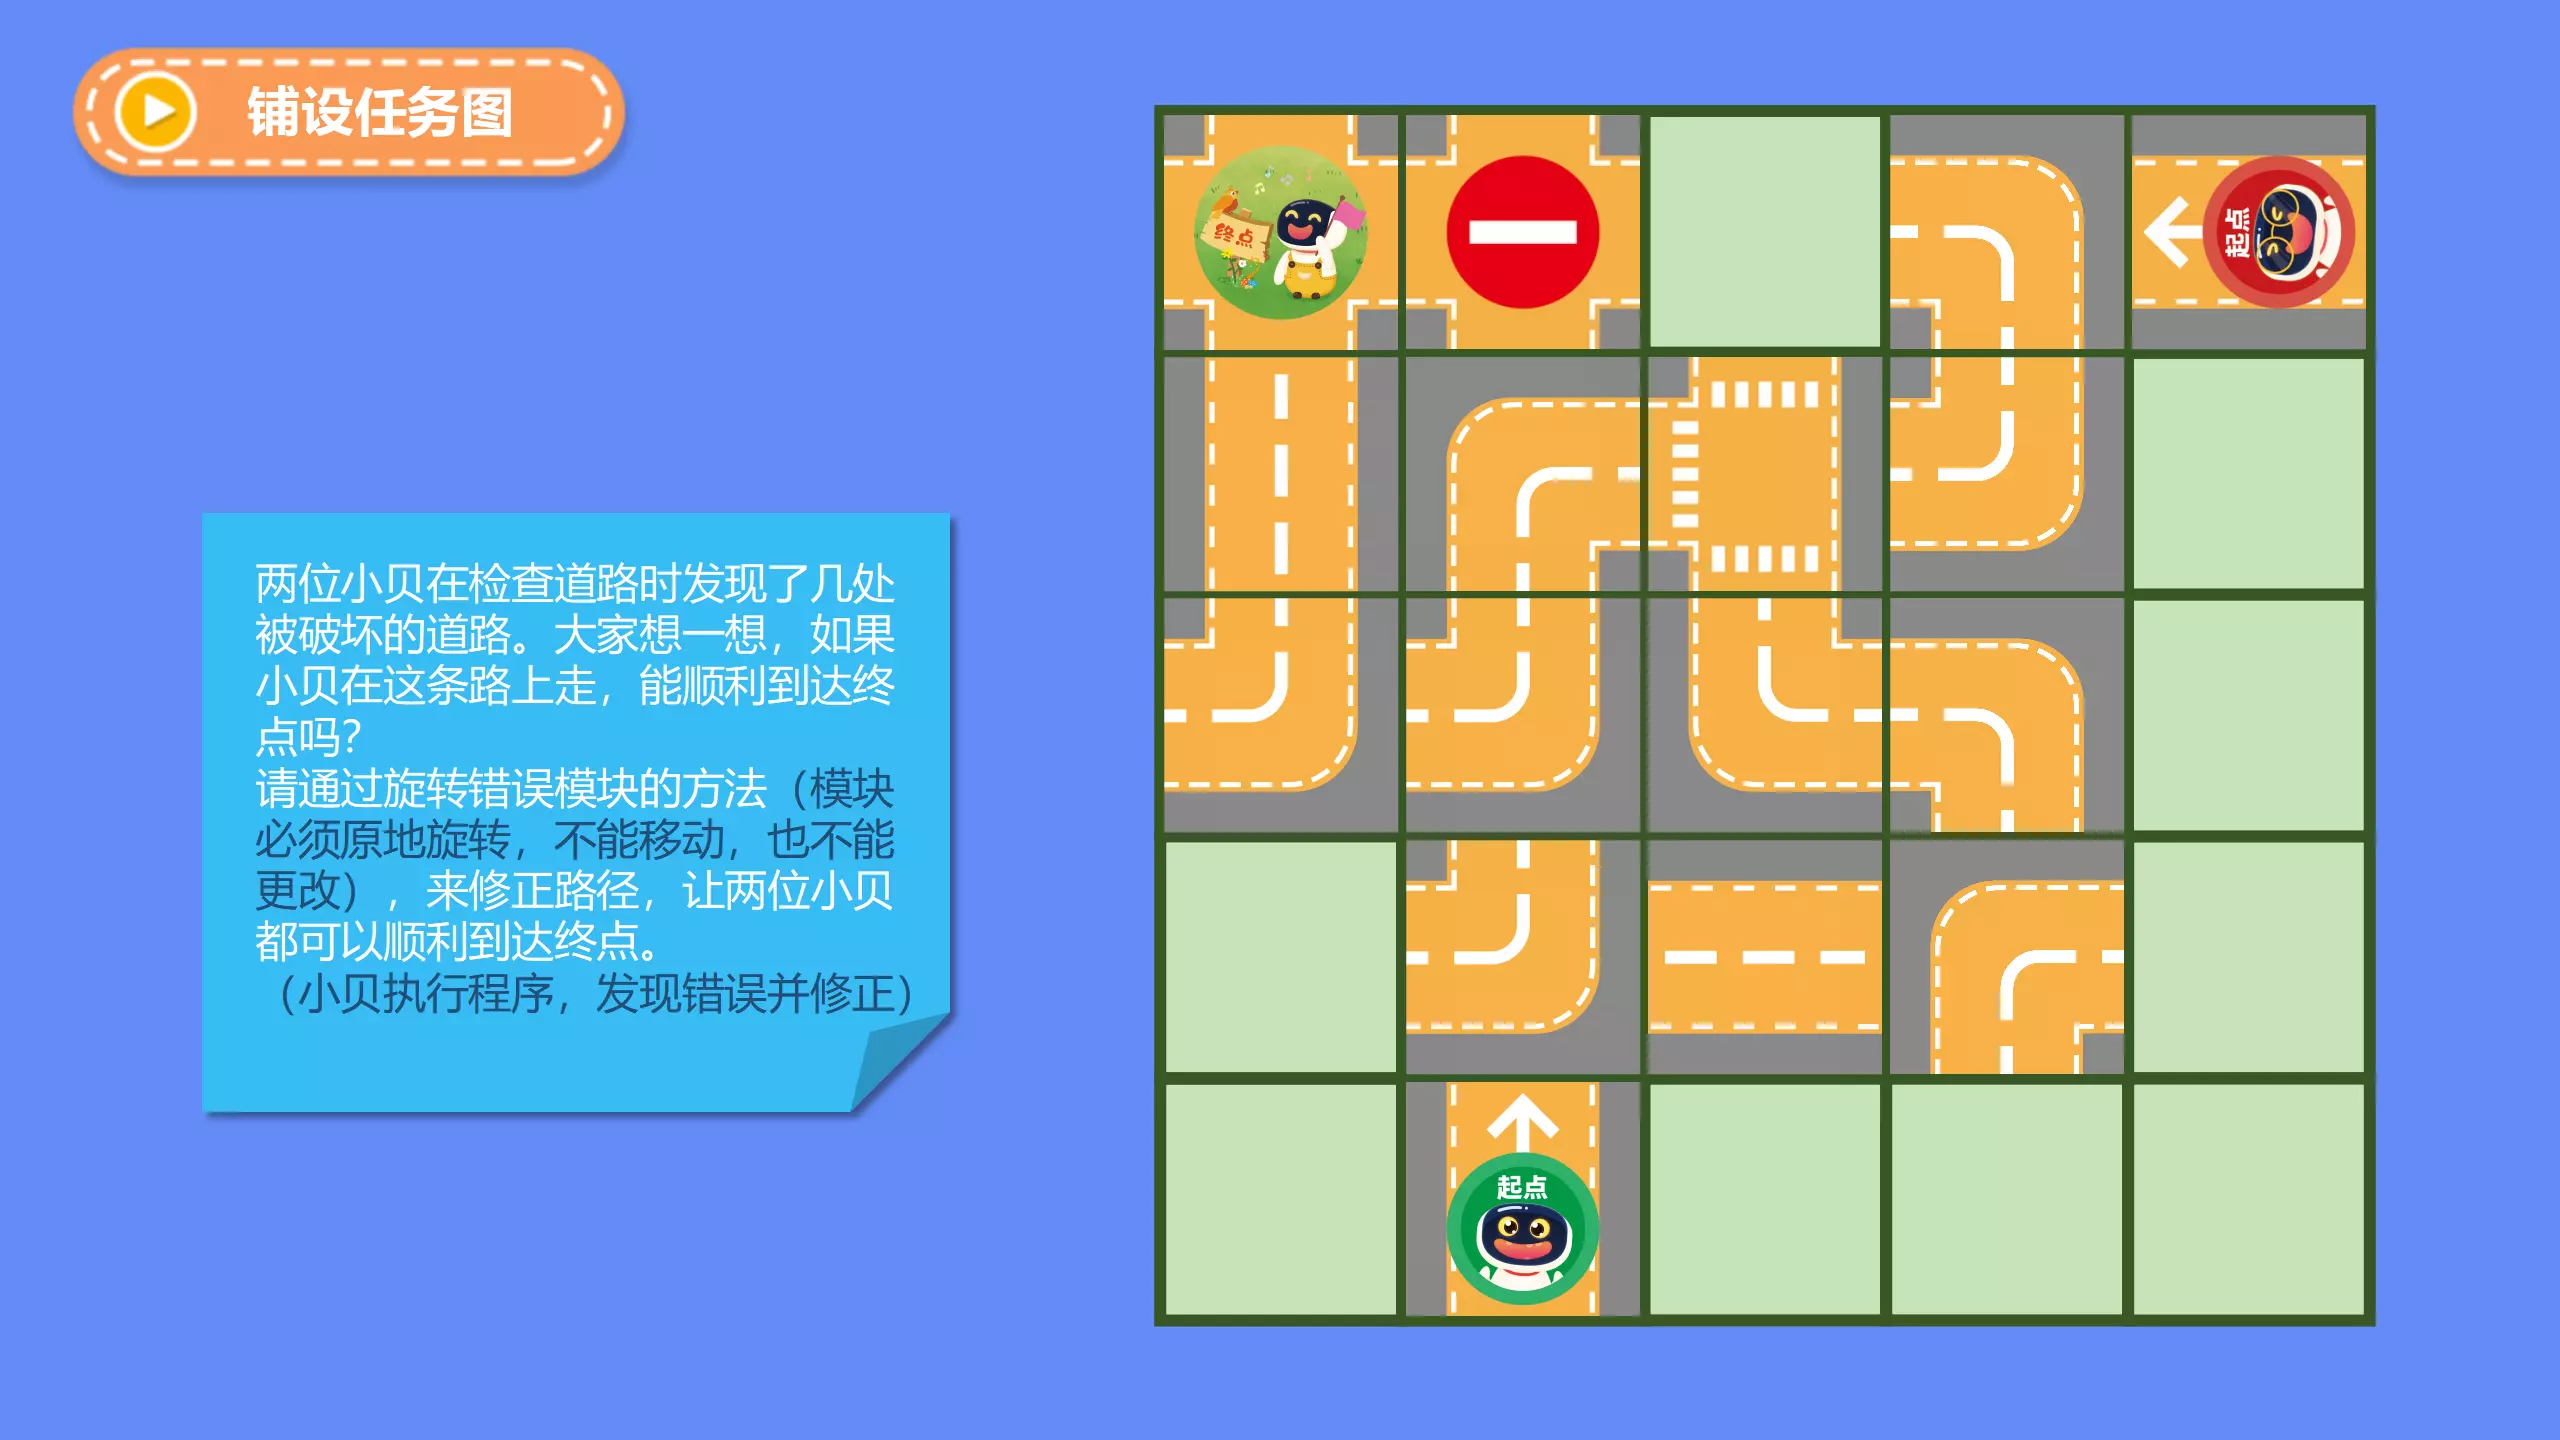 铺设任务图
终点
起点
两位小贝在检查道路时发现了几处
被破坏的道路。大家想一想，如果
小贝在这条路上走，能顺利到达终
点吗？
请通过旋转错误模块的方法（模块
必须原地旋转，不能移动，也不能
更改），来修正路径，让两位小贝
都可以顺利到达终点。
（小贝执行程序，发现错误并修正）
起点